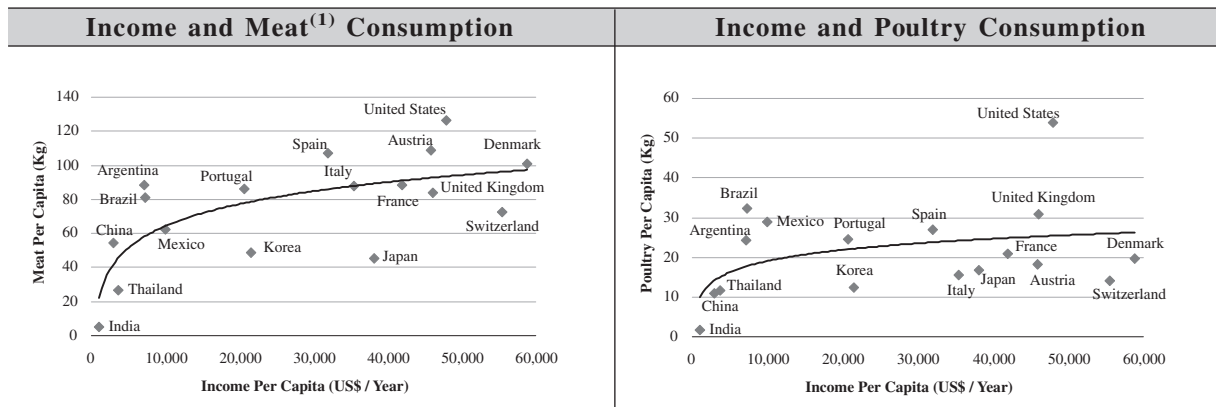 Income and Meat(1) Consumption
Meat Per Capita (Kg)
140
120
100
80
60
40
20
0
United States
Spain
Austria
Denmark
Argentina
Portugal
Italy
Brazil
France
United Kingdom
China
Mexico
Switzerland
Korea
Japan
Thailand
India
0 10,000 20,000 30,000 40,000 50,000 60,000
Income Per Capita (US$ / Year)
Income and Poultry Consumption
Poultry Per Capita (Kg)
60
50
40
30
20
10
0
United States
Brazil
United Kingdom
Mexico
Portugal
Spain
Argentina
France
Denmark
Korea
Japan
Thailand
Italy
Austria
Switzerland
China
India
0 10,000 20,000 30,000 40,000 50,000 60,000
Income Per Capita (US$ / Year)